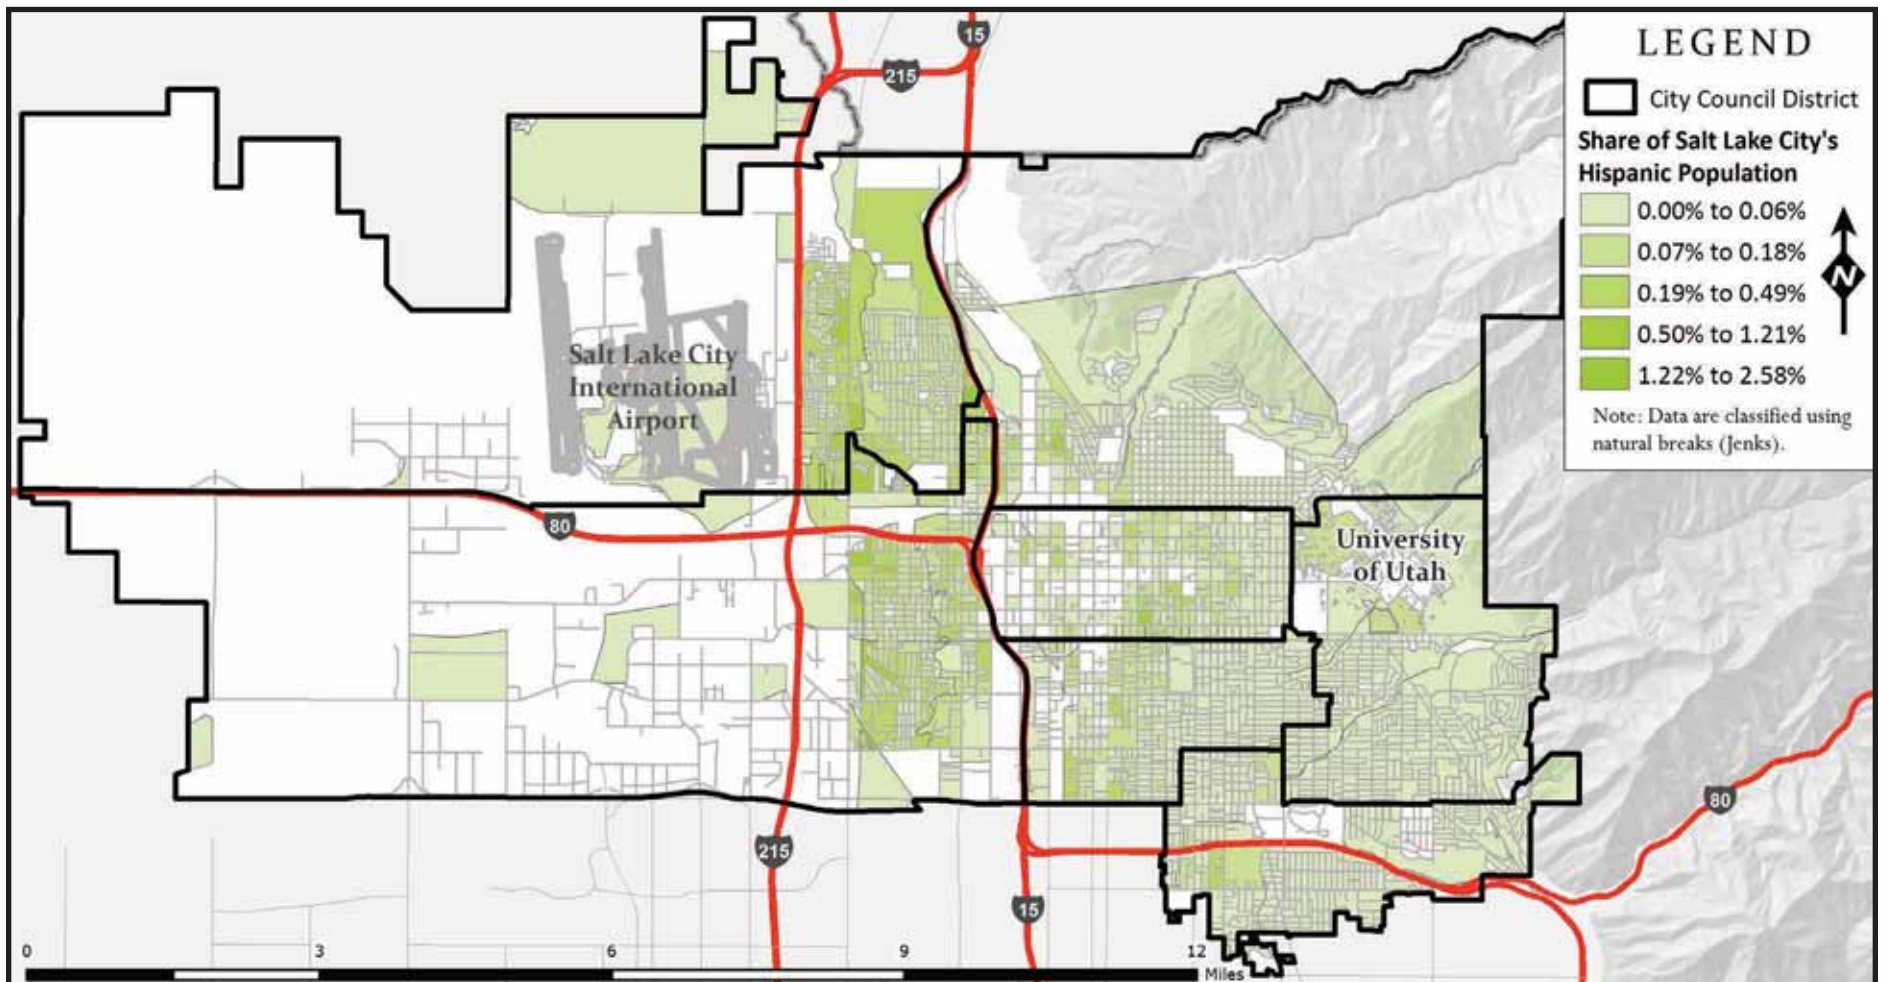 LEGEND
City Council District
Share of Salt Lake City's
Hispanic Population
0.00% to 0.06%
0.07% to 0.18%
0.19% to 0.49%
0.50% to 1.21%
1.22% to 2.58%
N
Note: Data are classified using
natural breaks (Jenks).
15
215
Salt Lake City
International
Airport
80
University
of Utah
80
215
15
0 3 6 9 12
Miles